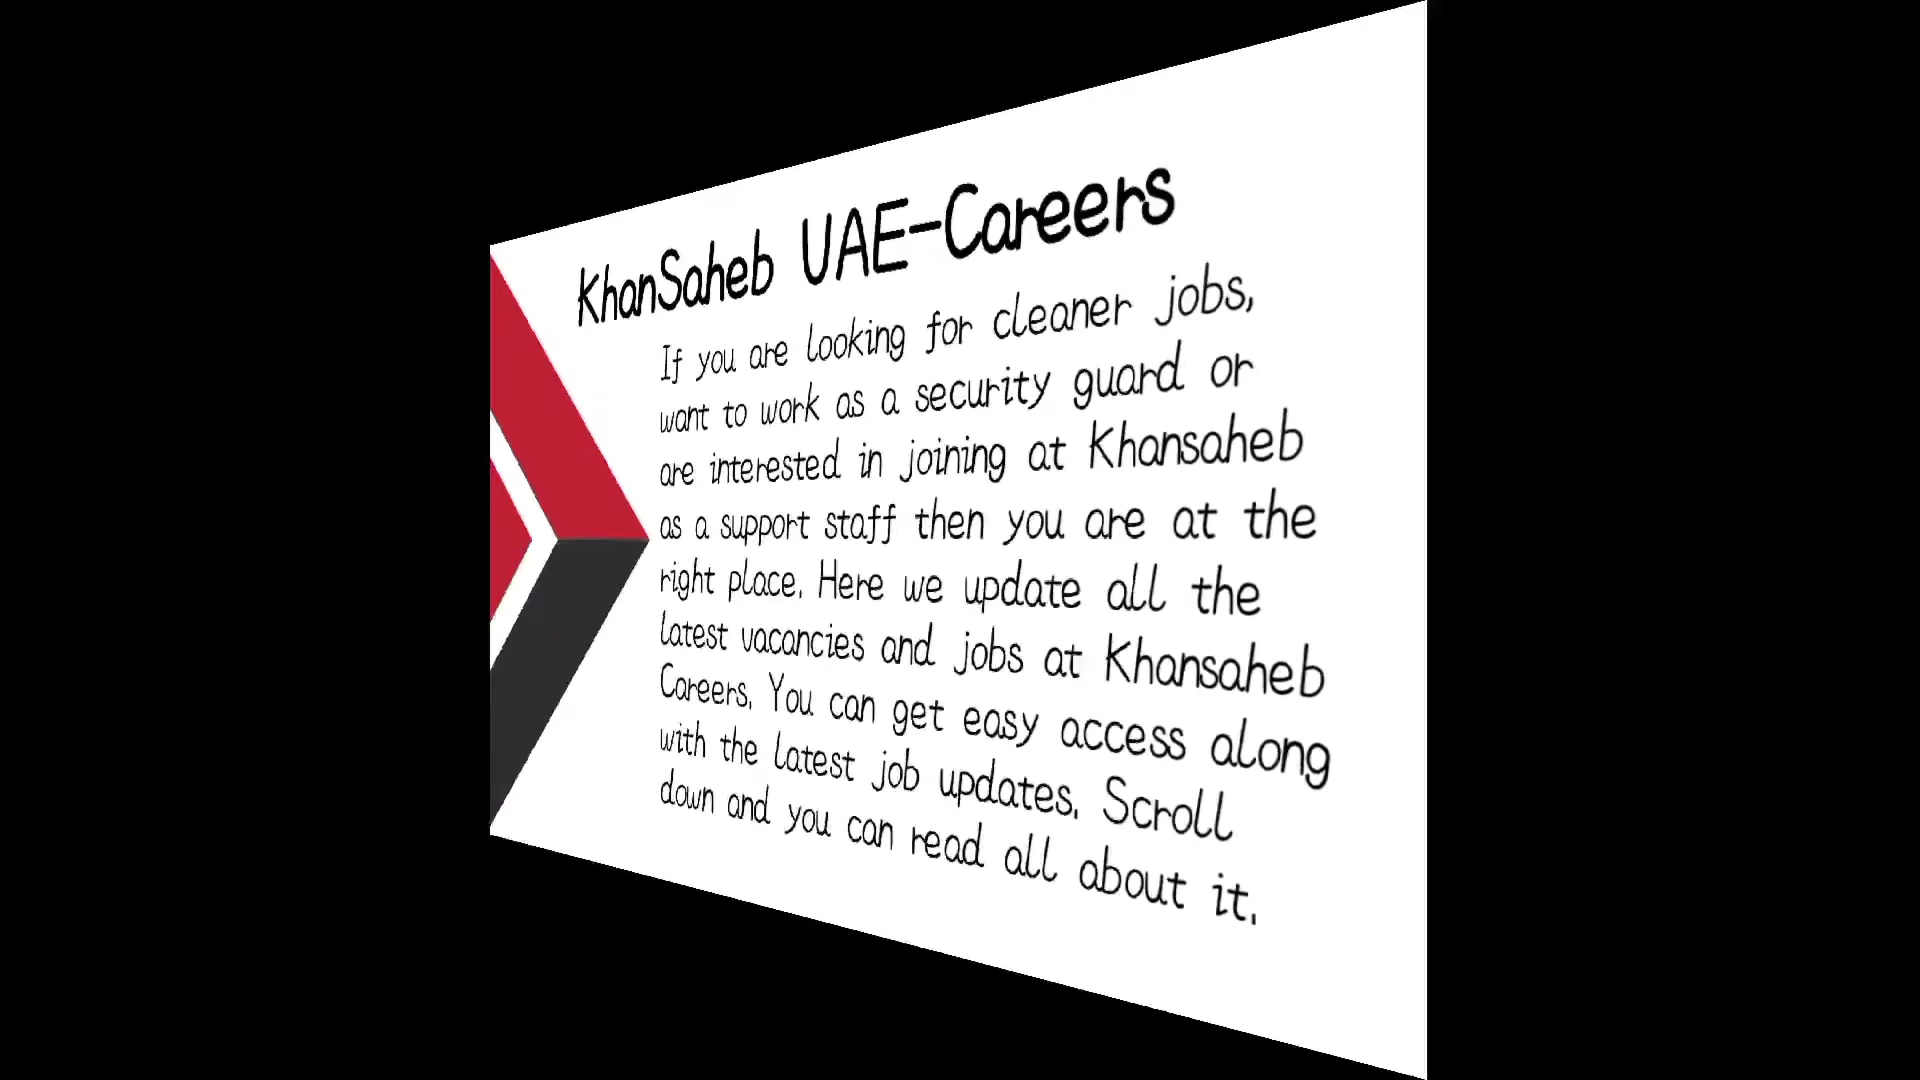 KhanSaheb UAE-Careers
If you are looking for cleaner jobs,
want to work as a security guard or
are interested in joining at Khansaheb
as a support staff then you are at the
right place. Here we update all the
latest vacancies and jobs at Khansaheb
Careers. You can get easy access along
with the latest job updates. Scroll
down and you can read all about it.